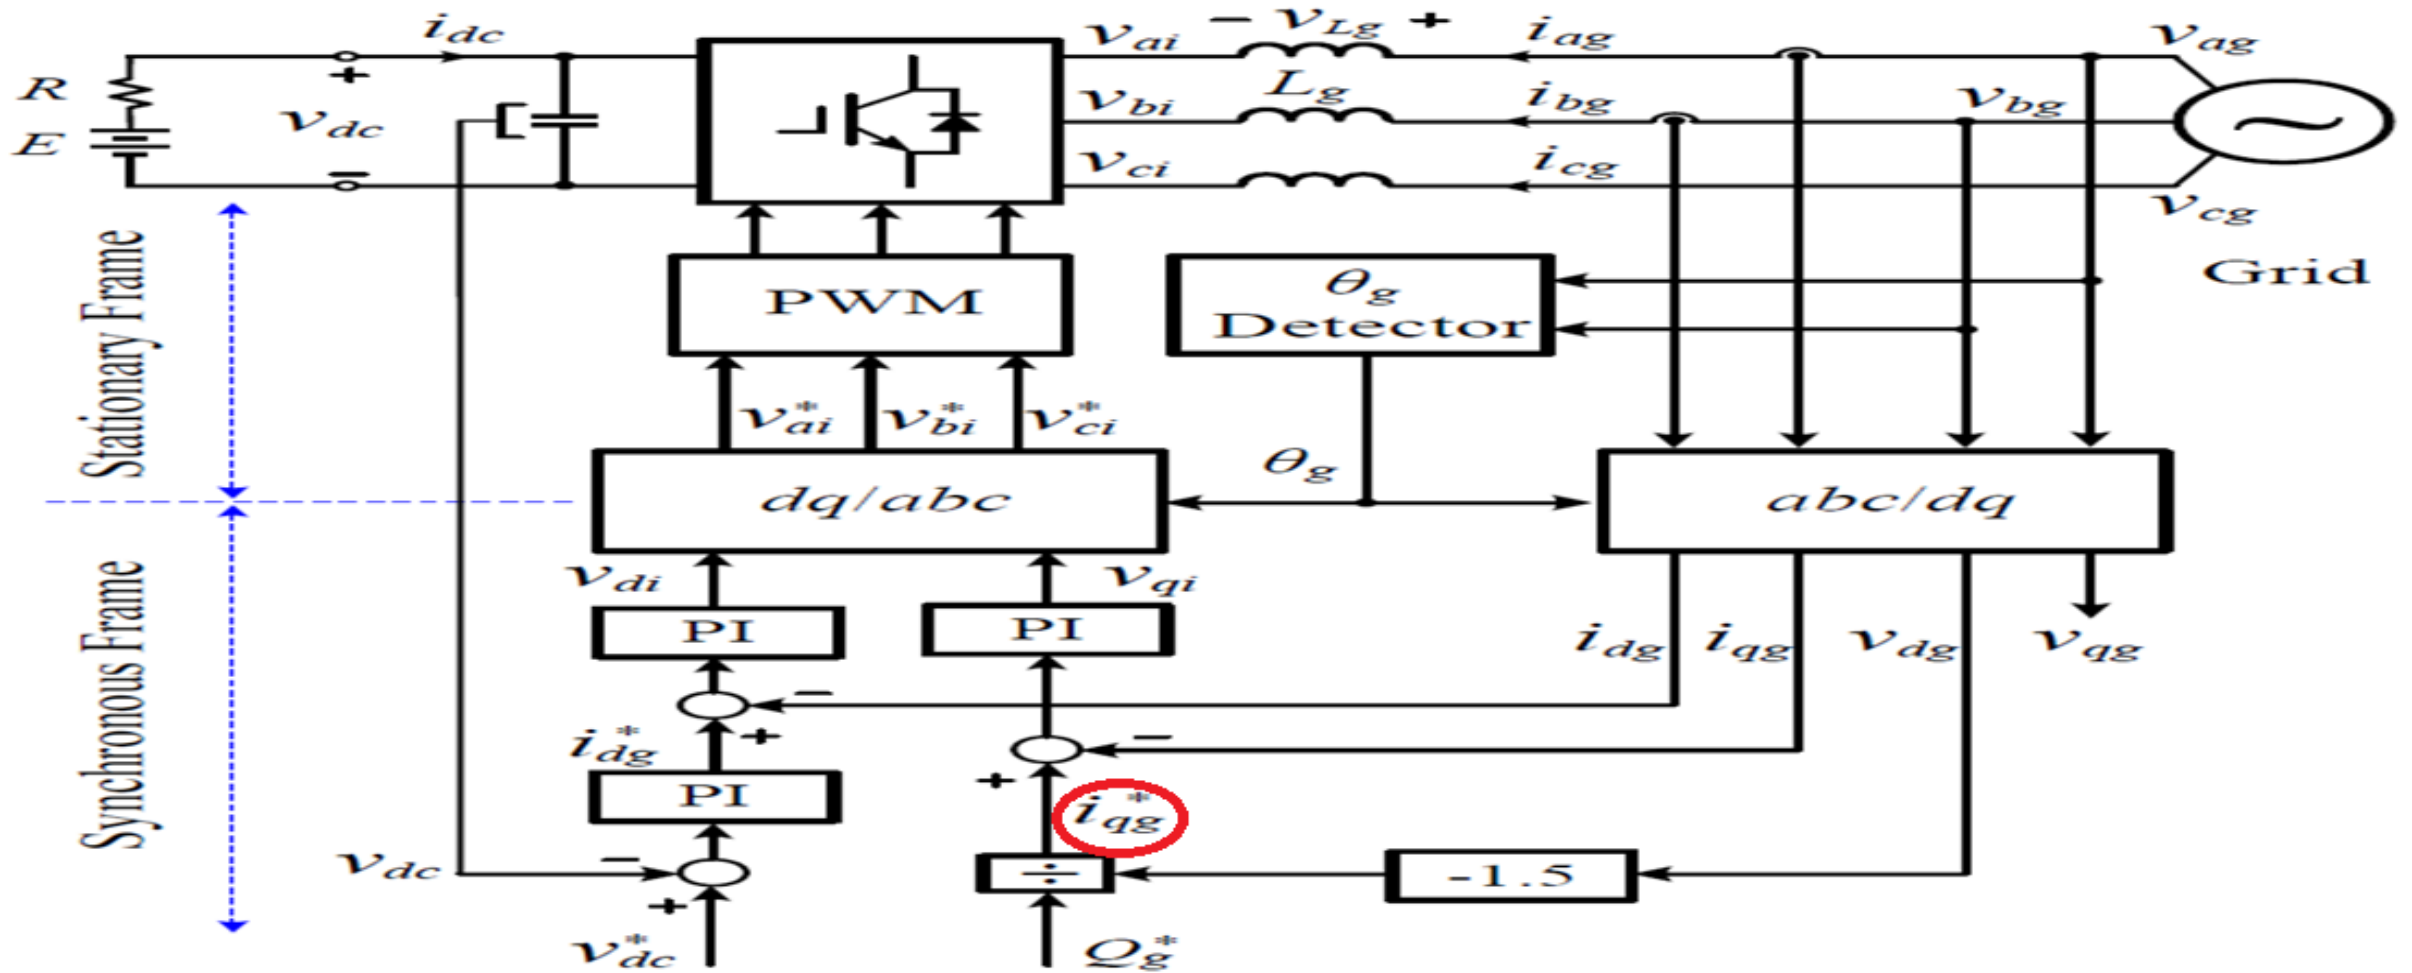 i_dc
v_ai − v_Lg + i_ag v_ag
R + v_dc −
E
L_g
v_bi i_bg v_bg
v_ci i_cg
v_cg
Grid
Stationary Frame
PWM
θ_g
Detector
v*_ai v*_bi v*_ci
θ_g
dq/abc
abc/dq
Synchronous Frame
v_di v_qi
PI PI
i_dg i_qg v_dg v_qg
−
i*_dg +
−
+
PI
i*_qg
v_dc −
÷ -1.5
+
v*_dc Q*_g